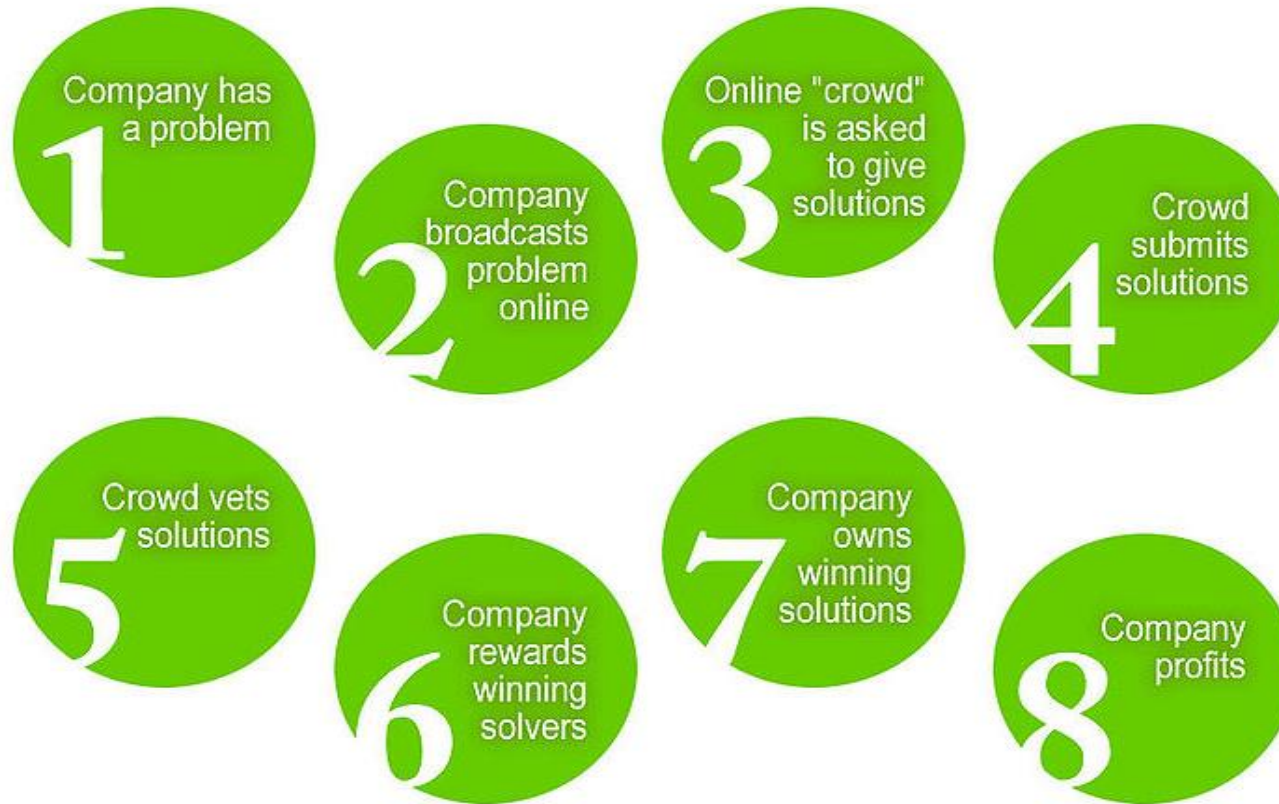 Company has
a problem
1
Company
broadcasts
problem
online
2
Online "crowd"
is asked
to give
solutions
3
Crowd
submits
solutions
4
Crowd vets
solutions
5
Company
rewards
winning
solvers
6
Company
owns
winning
solutions
7
Company
profits
8